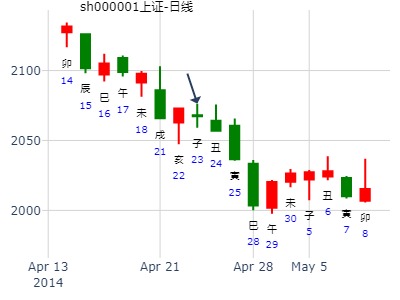 sh000001上证-日线
2100
2050
2000
卯
14
辰
15
巳
16
午
17
未
18
戌
21
亥
22
子
23
丑
24
寅
25
巳
28
午
29
未
30
子
5
丑
6
寅
7
卯
8
Apr 13
2014
Apr 21
Apr 28
May 5